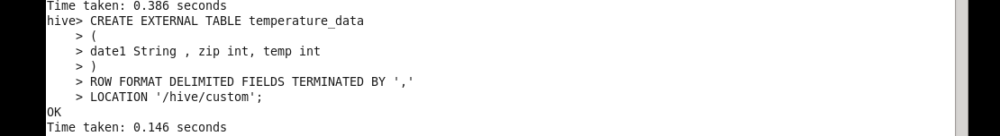 Time taken: 0.386 seconds
hive> CREATE EXTERNAL TABLE temperature_data
    > (
    > date1 String , zip int, temp int
    > )
    > ROW FORMAT DELIMITED FIELDS TERMINATED BY ','
    > LOCATION '/hive/custom';
OK
Time taken: 0.146 seconds